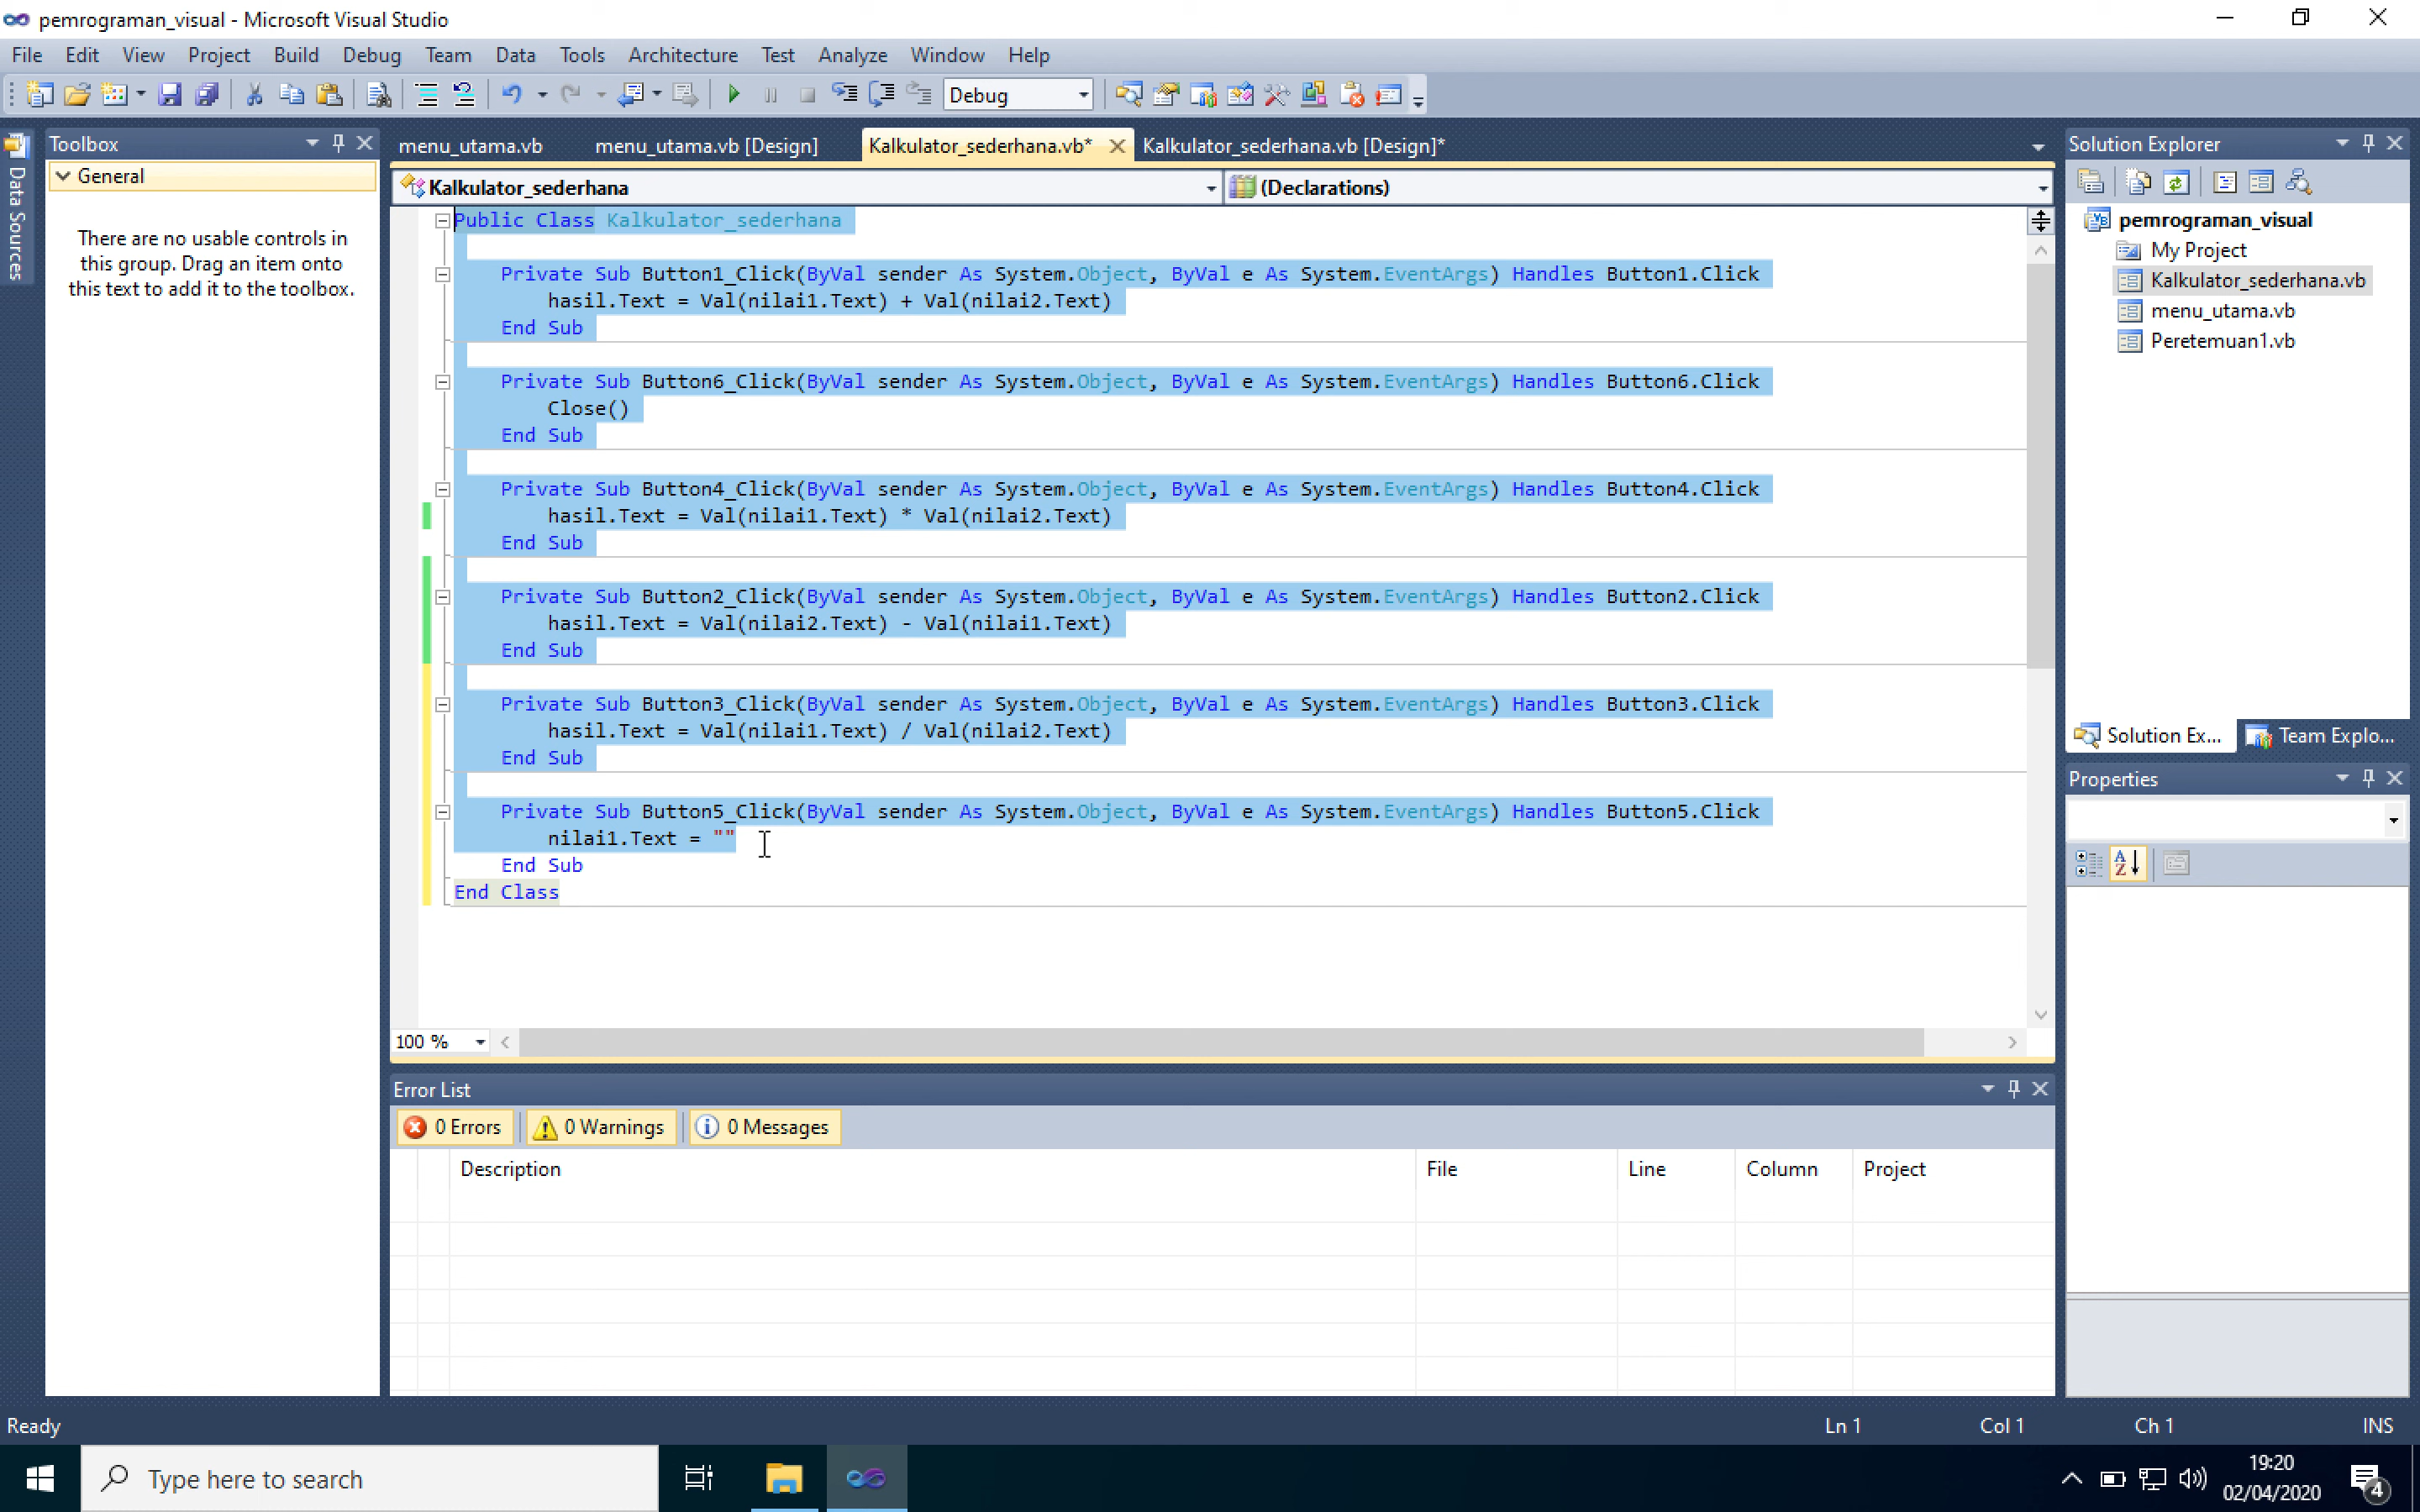 pemrograman_visual - Microsoft Visual Studio
File Edit View Project Build Debug Team Data Tools Architecture Test Analyze Window Help
Debug
Data Sources
Toolbox
General
There are no usable controls in
this group. Drag an item onto
this text to add it to the toolbox.
menu_utama.vb menu_utama.vb [Design] Kalkulator_sederhana.vb* Kalkulator_sederhana.vb [Design]*
Kalkulator_sederhana (Declarations)
Public Class Kalkulator_sederhana
Private Sub Button1_Click(ByVal sender As System.Object, ByVal e As System.EventArgs) Handles Button1.Click
hasil.Text = Val(nilai1.Text) + Val(nilai2.Text)
End Sub
Private Sub Button6_Click(ByVal sender As System.Object, ByVal e As System.EventArgs) Handles Button6.Click
Close()
End Sub
Private Sub Button4_Click(ByVal sender As System.Object, ByVal e As System.EventArgs) Handles Button4.Click
hasil.Text = Val(nilai1.Text) * Val(nilai2.Text)
End Sub
Private Sub Button2_Click(ByVal sender As System.Object, ByVal e As System.EventArgs) Handles Button2.Click
hasil.Text = Val(nilai2.Text) - Val(nilai1.Text)
End Sub
Private Sub Button3_Click(ByVal sender As System.Object, ByVal e As System.EventArgs) Handles Button3.Click
hasil.Text = Val(nilai1.Text) / Val(nilai2.Text)
End Sub
Private Sub Button5_Click(ByVal sender As System.Object, ByVal e As System.EventArgs) Handles Button5.Click
nilai1.Text = ""
End Sub
End Class
100 %
Error List
0 Errors 0 Warnings 0 Messages
Description File Line Column Project
Solution Explorer
pemrograman_visual
My Project
Kalkulator_sederhana.vb
menu_utama.vb
Peretemuan1.vb
Solution Ex... Team Explo...
Properties
Ready Ln 1 Col 1 Ch 1 INS
Type here to search
19:20
02/04/2020
4